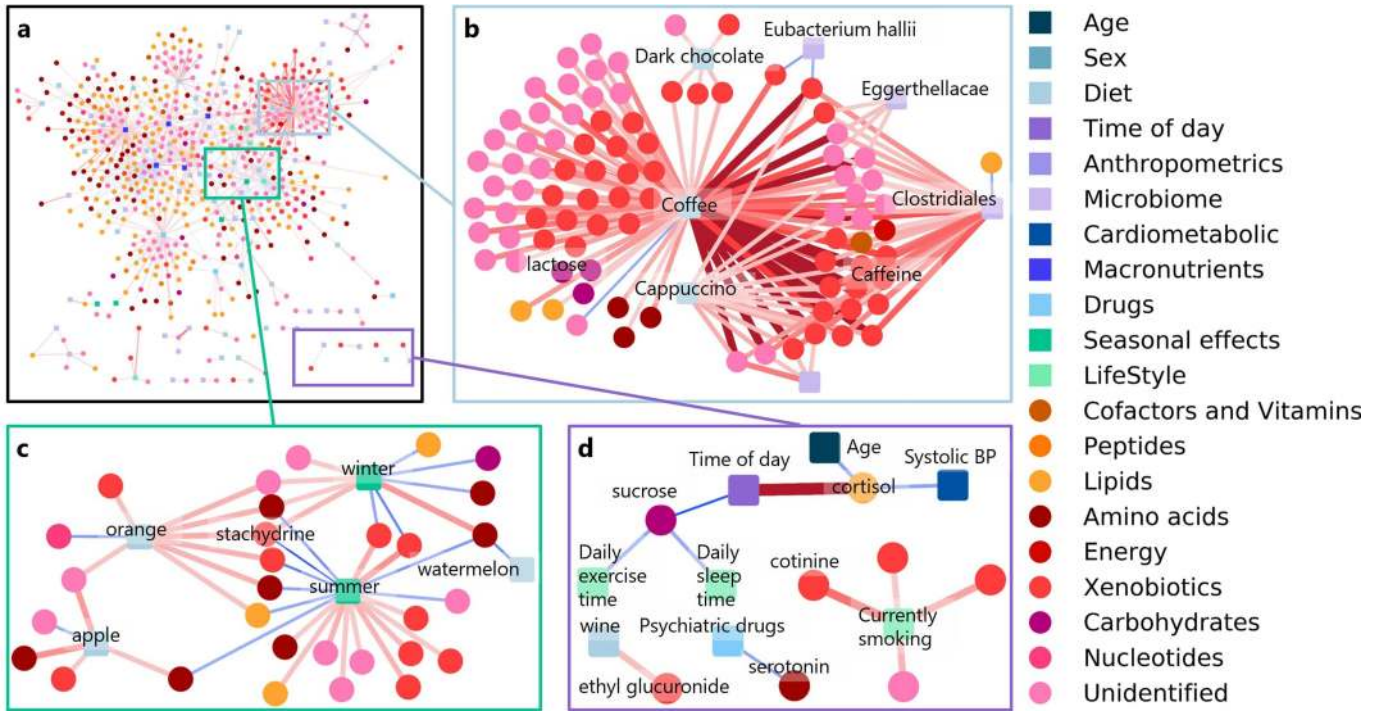 a
b
Dark chocolate
Eubacterium hallii
Eggerthellacae
Clostridiales
Coffee
lactose
Cappuccino
Caffeine
c
winter
orange
stachydrine
watermelon
summer
apple
d
Age
Time of day
Systolic BP
sucrose
cortisol
Daily
exercise
time
Daily
sleep
time
cotinine
wine
Psychiatric drugs
Currently
smoking
serotonin
ethyl glucuronide
Age
Sex
Diet
Time of day
Anthropometrics
Microbiome
Cardiometabolic
Macronutrients
Drugs
Seasonal effects
LifeStyle
Cofactors and Vitamins
Peptides
Lipids
Amino acids
Energy
Xenobiotics
Carbohydrates
Nucleotides
Unidentified